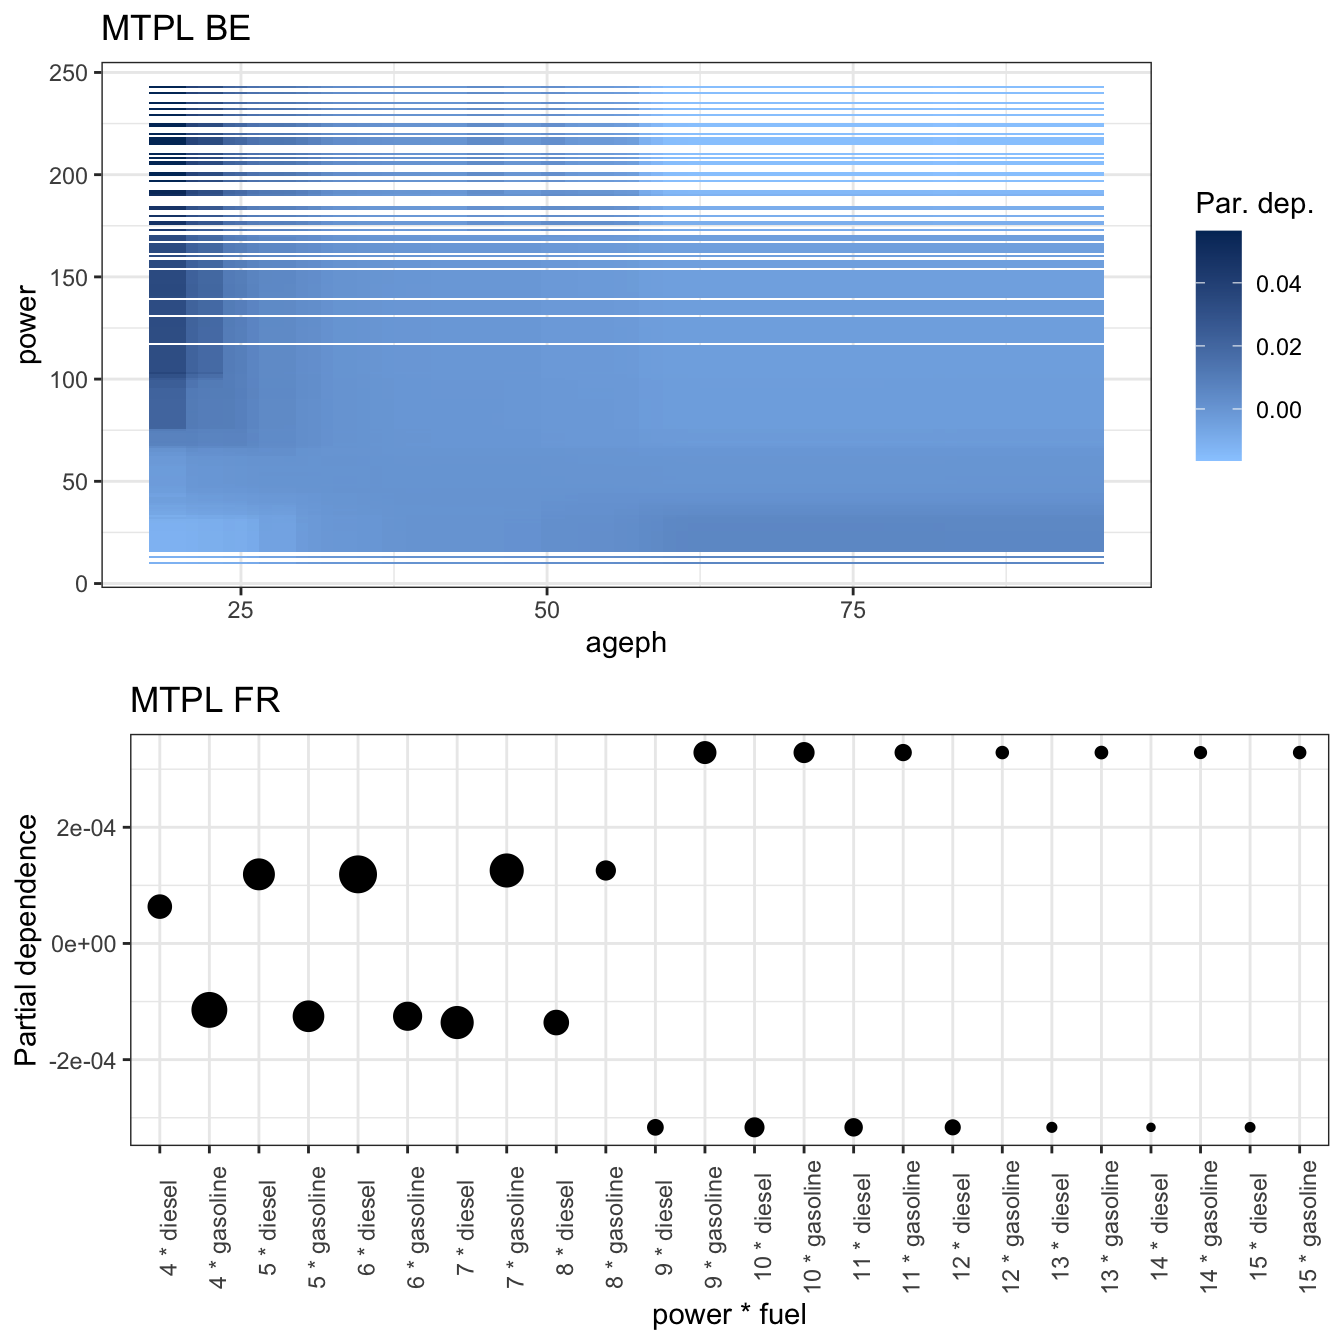 MTPL BE
250
200
150
100
50
0
power
25 50 75
ageph
Par. dep.
0.04
0.02
0.00
MTPL FR
2e-04
0e+00
-2e-04
Partial dependence
4 * diesel
4 * gasoline
5 * diesel
5 * gasoline
6 * diesel
6 * gasoline
7 * diesel
7 * gasoline
8 * diesel
8 * gasoline
9 * diesel
9 * gasoline
10 * diesel
10 * gasoline
11 * diesel
11 * gasoline
12 * diesel
12 * gasoline
13 * diesel
13 * gasoline
14 * diesel
14 * gasoline
15 * diesel
15 * gasoline
power * fuel